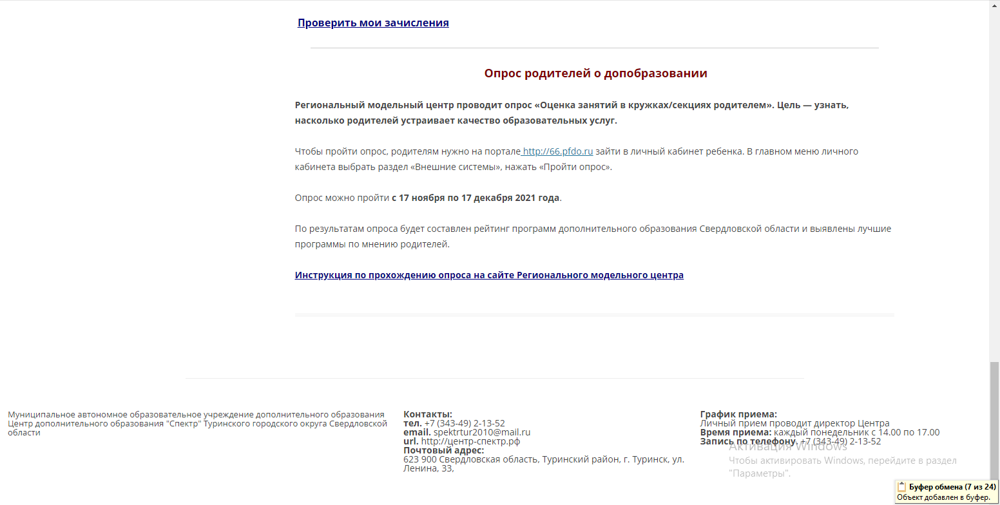 Проверить мои зачисления
Опрос родителей о допобразовании
Региональный модельный центр проводит опрос «Оценка занятий в кружках/секциях родителем». Цель — узнать,
насколько родителей устраивает качество образовательных услуг.
Чтобы пройти опрос, родителям нужно на портале http://66.pfdo.ru зайти в личный кабинет ребенка. В главном меню личного
кабинета выбрать раздел «Внешние системы», нажать «Пройти опрос».
Опрос можно пройти с 17 ноября по 17 декабря 2021 года.
По результатам опроса будет составлен рейтинг программ дополнительного образования Свердловской области и выявлены лучшие
программы по мнению родителей.
Инструкция по прохождению опроса на сайте Регионального модельного центра
Муниципальное автономное образовательное учреждение дополнительного образования
Центр дополнительного образования "Спектр" Туринского городского округа Свердловской
области
Контакты:
тел. +7 (343-49) 2-13-52
email. spektrtur2010@mail.ru
url. http://центр-спектр.рф
Почтовый адрес:
623 900 Свердловская область, Туринский район, г. Туринск, ул.
Ленина, 33,
График приема:
Личный прием проводит директор Центра
Время приема: каждый понедельник с 14.00 по 17.00
Запись по телефону. +7 (343-49) 2-13-52
Активация Windows
Чтобы активировать Windows, перейдите в раздел
"Параметры".
Буфер обмена (7 из 24)
Объект добавлен в буфер.